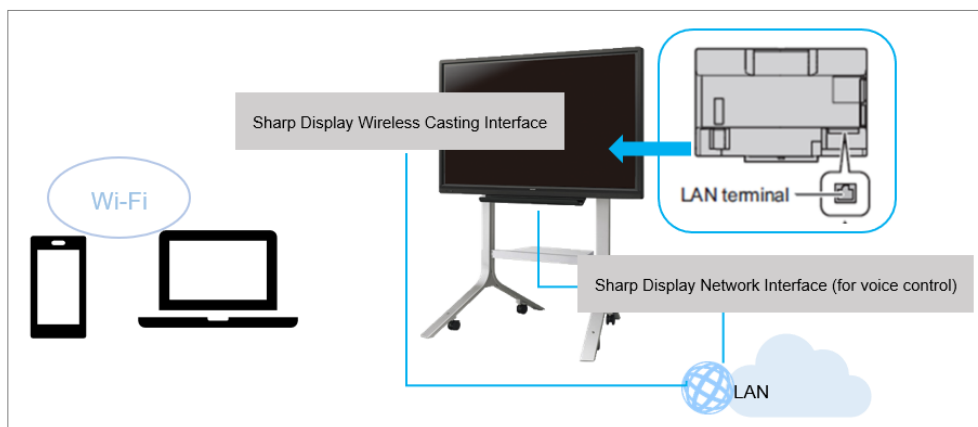 Sharp Display Wireless Casting Interface
Wi-Fi
LAN terminal
Sharp Display Network Interface (for voice control)
LAN